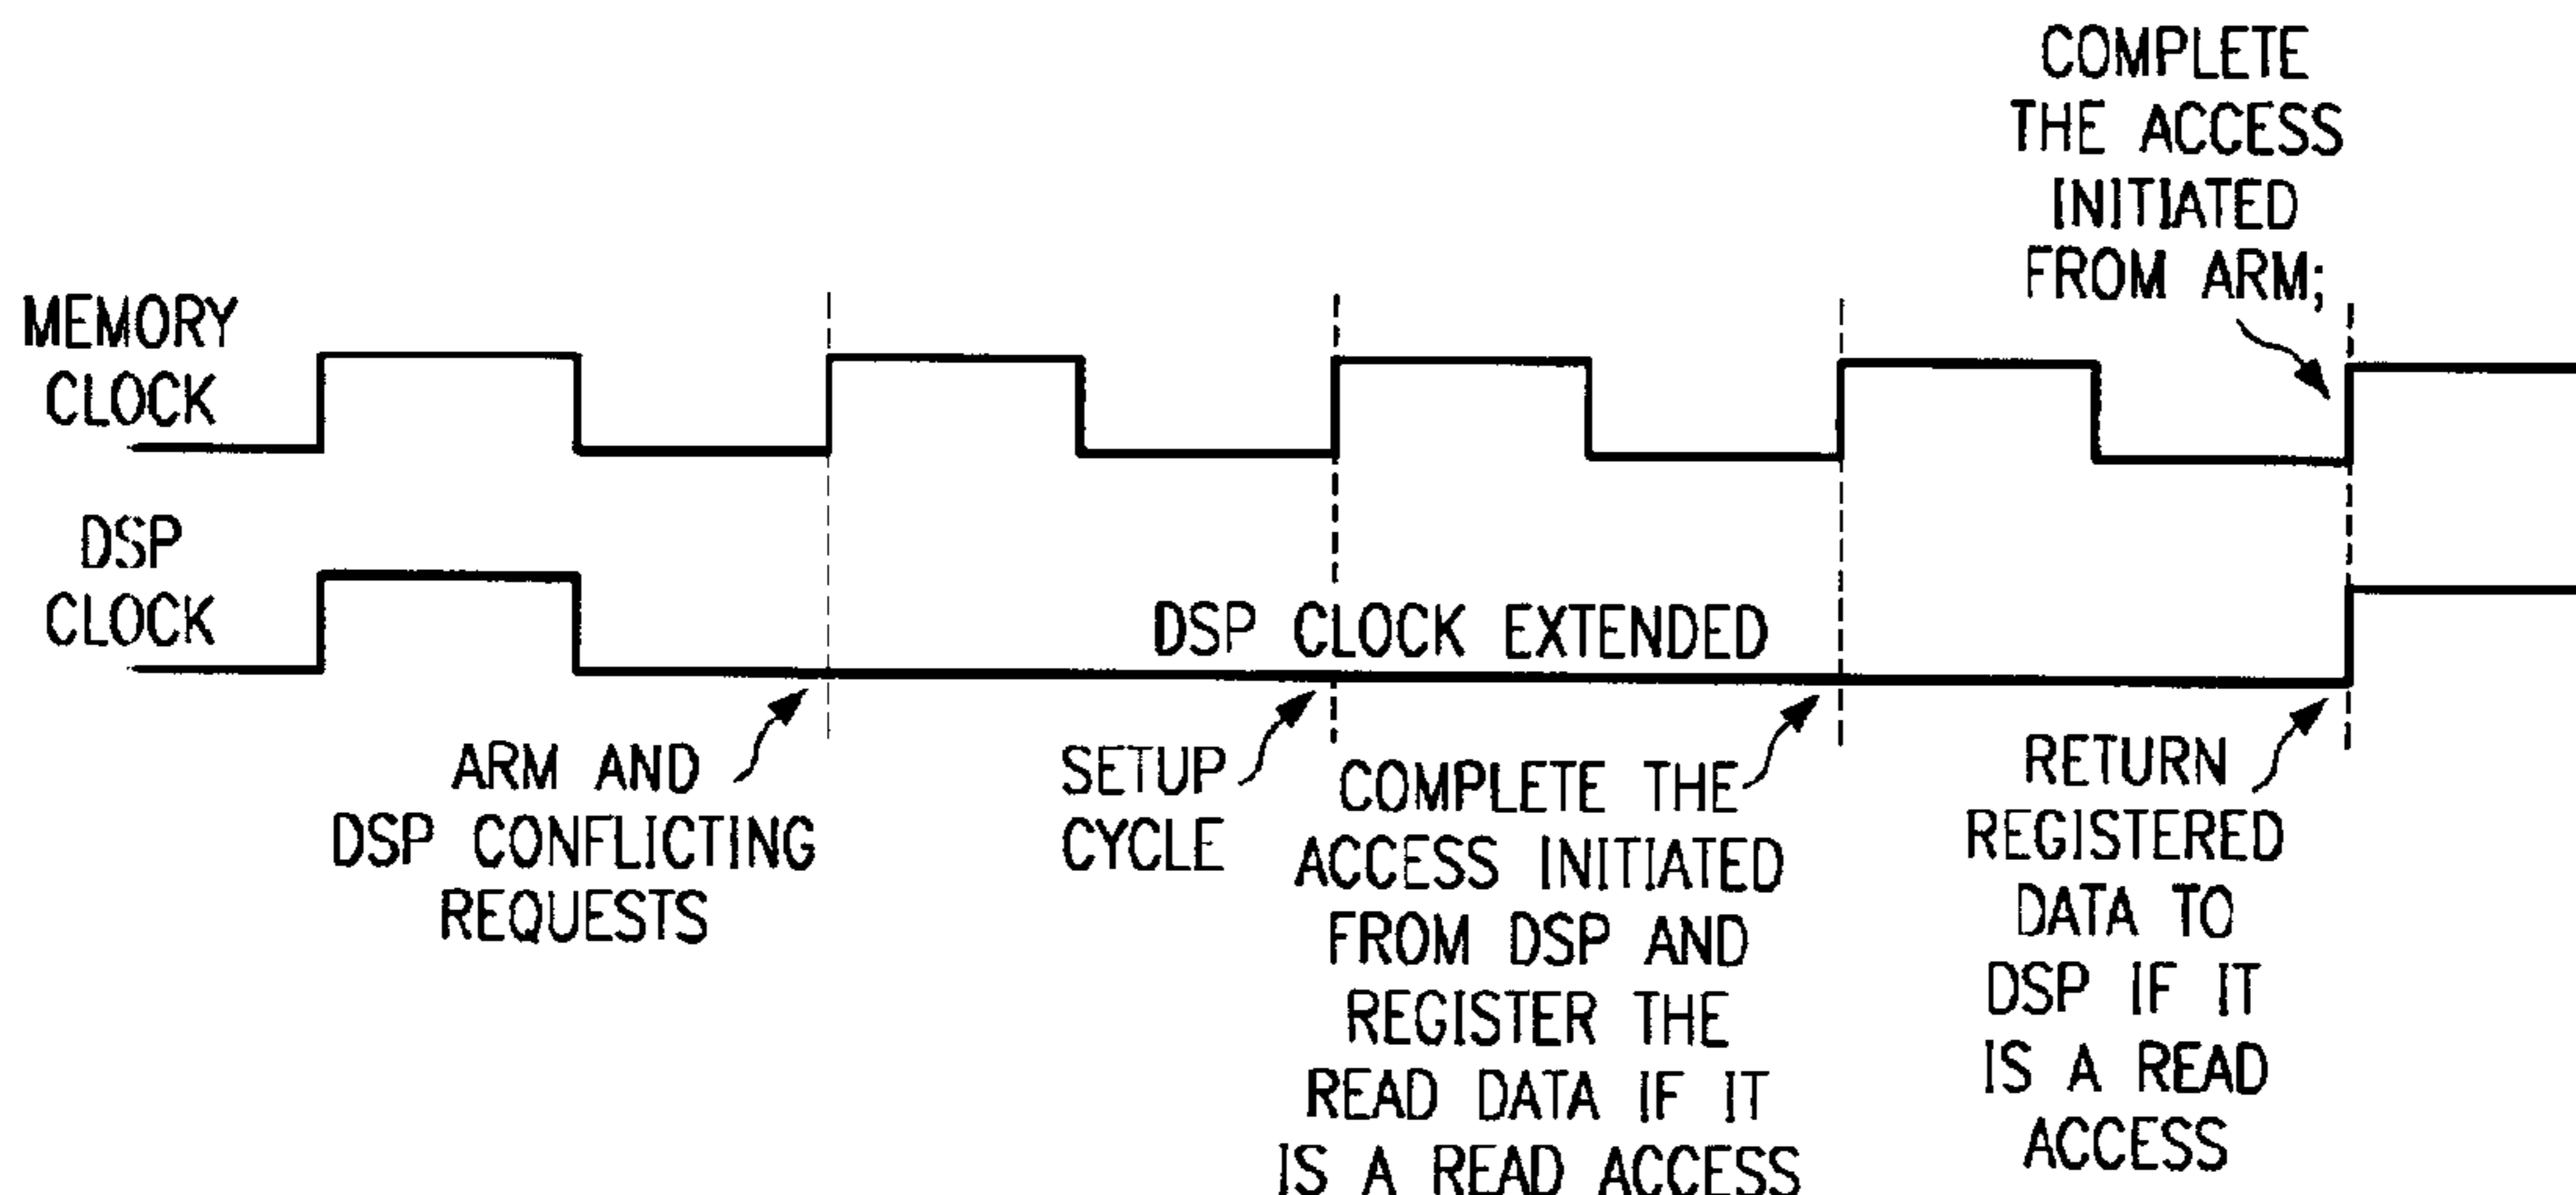 COMPLETE
THE ACCESS
INITIATED
FROM ARM;
MEMORY
CLOCK
DSP
CLOCK
DSP CLOCK EXTENDED
ARM AND
DSP CONFLICTING
REQUESTS
SETUP
CYCLE
COMPLETE THE
ACCESS INITIATED
FROM DSP AND
REGISTER THE
READ DATA IF IT
IS A READ ACCESS
RETURN
REGISTERED
DATA TO
DSP IF IT
IS A READ
ACCESS